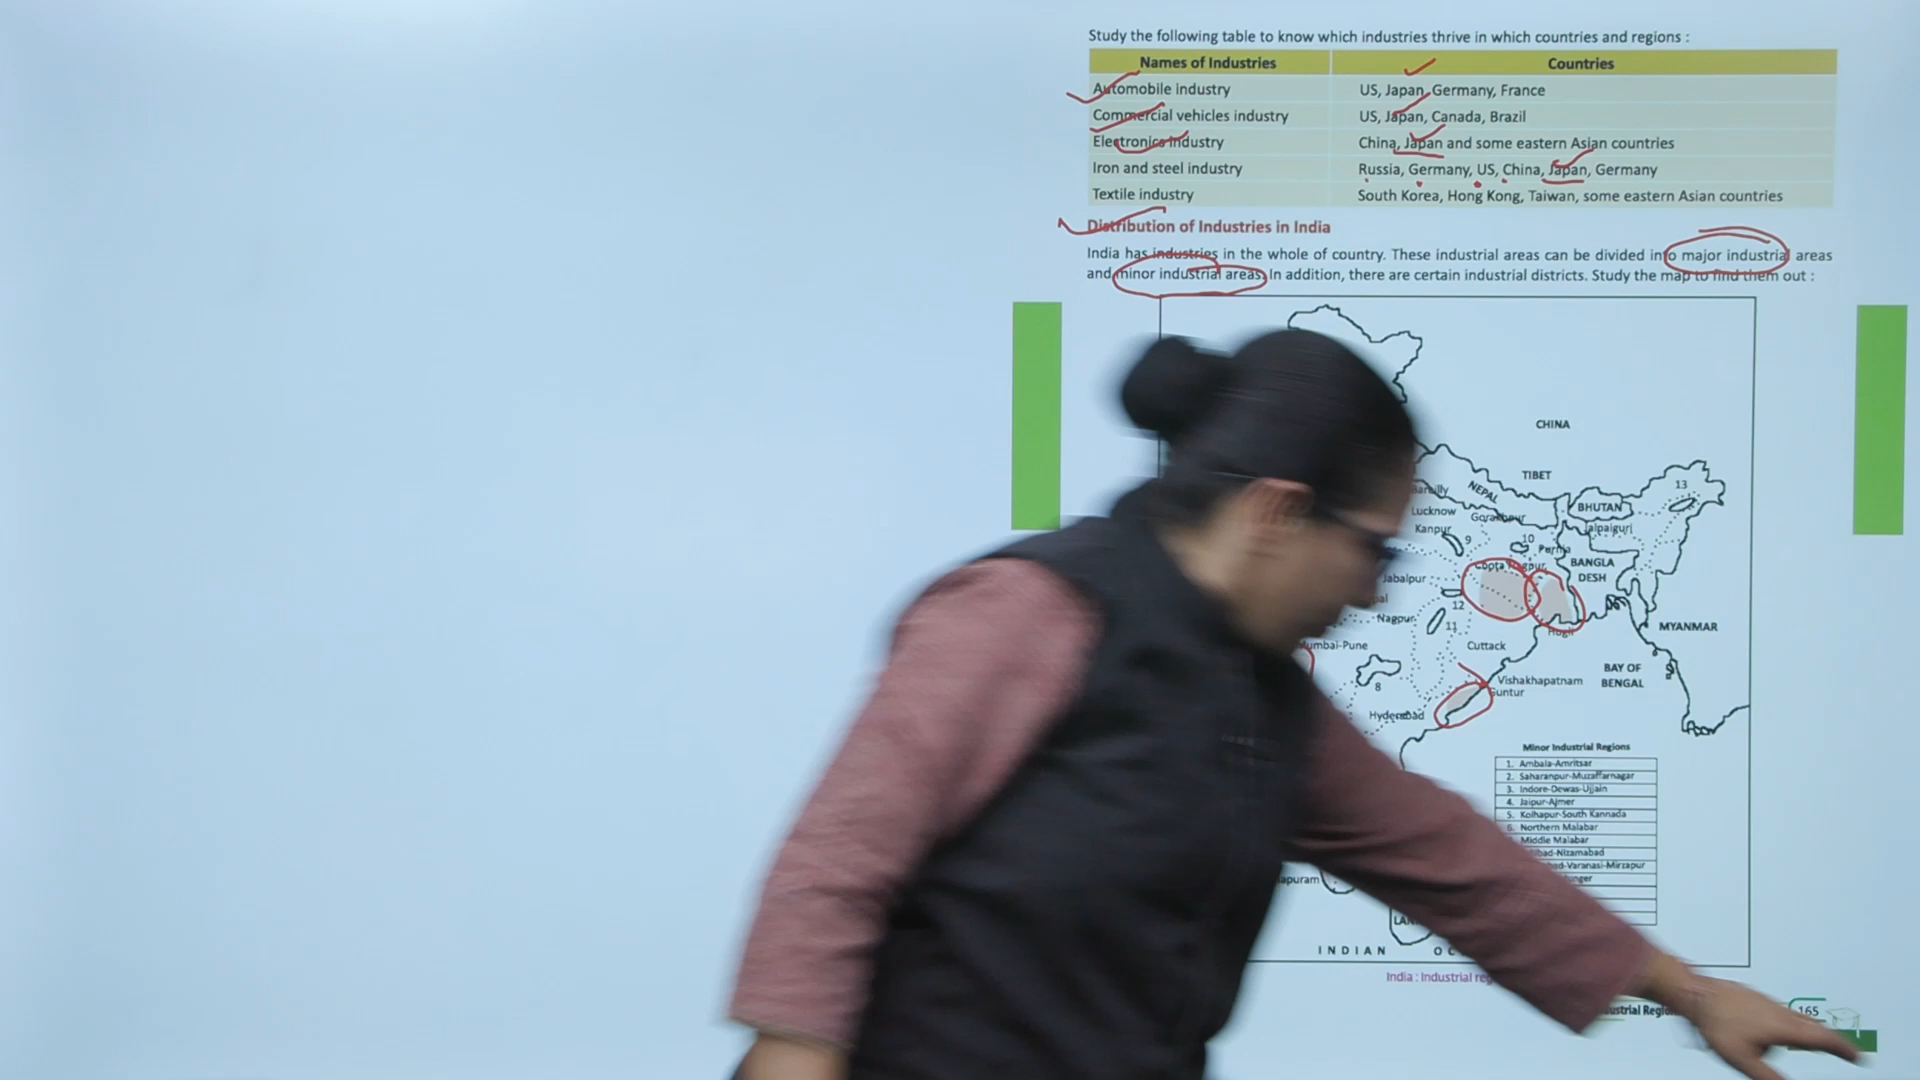 Study the following table to know which industries thrive in which countries and regions :
Names of Industries Countries
Automobile industry US, Japan, Germany, France
Commercial vehicles industry US, Japan, Canada, Brazil
Electronics industry China, Japan and some eastern Asian countries
Iron and steel industry Russia, Germany, US, China, Japan, Germany
Textile industry South Korea, Hong Kong, Taiwan, some eastern Asian countries
Distribution of Industries in India
India has industries in the whole of country. These industrial areas can be divided into major industrial areas
and minor industrial areas. In addition, there are certain industrial districts. Study the map to find them out :
CHINA
TIBET
13
NEPAL
Lucknow
Gorakhpur
BHUTAN
Jalpaiguri
Kanpur
9
10
BANGLA
DESH
Jabalpur
12
Nagpur
11
Hugli
MYANMAR
Mumbai-Pune
Cuttack
BAY OF
BENGAL
8
Vishakhapatnam
Guntur
Hyderabad
Minor Industrial Regions
1. Ambala-Amritsar
2. Saharanpur-Muzaffarnagar
3. Indore-Dewas-Ujjain
4. Jaipur-Ajmer
5. Kolhapur-South Kannada
6. Northern Malabar
Middle Malabar
-Varanasi-Mirzapur
INDIAN
India : Industrial
165